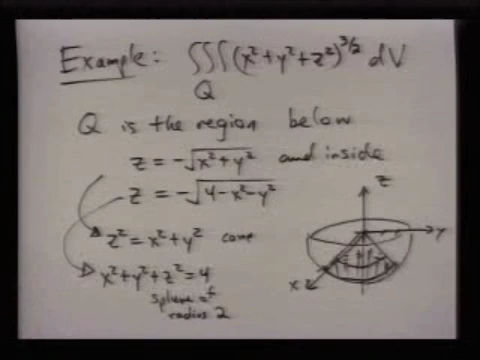 Example: ∫∫∫ (x²+y²+z²)^3/2 dV
Q
Q is the region below
z = -√x²+y² and inside
z = -√4-x²-y²
z² = x²+y² cone
x²+y²+z²=4
sphere of
radius 2
z
y
x